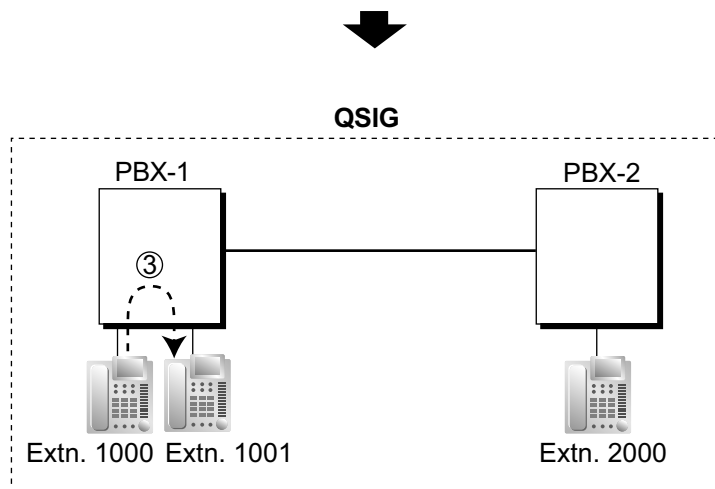 QSIG
PBX-1 PBX-2
③
Extn. 1000 Extn. 1001 Extn. 2000